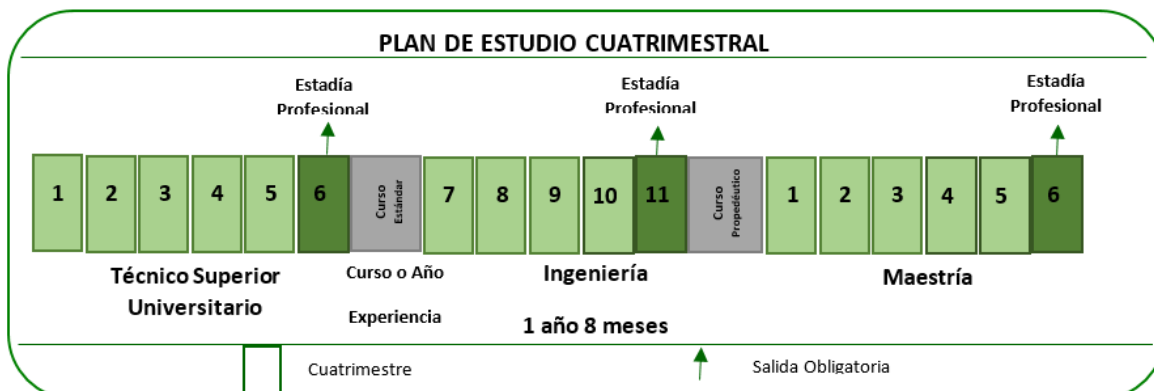 PLAN DE ESTUDIO CUATRIMESTRAL
Estadía
Profesional
Estadía
Profesional
Estadía
Profesional
1 2 3 4 5 6 Curso Estándar 7 8 9 10 11 Curso Propedéutico 1 2 3 4 5 6
Técnico Superior
Universitario
Curso o Año
Experiencia
Ingeniería
1 año 8 meses
Maestría
Cuatrimestre
Salida Obligatoria